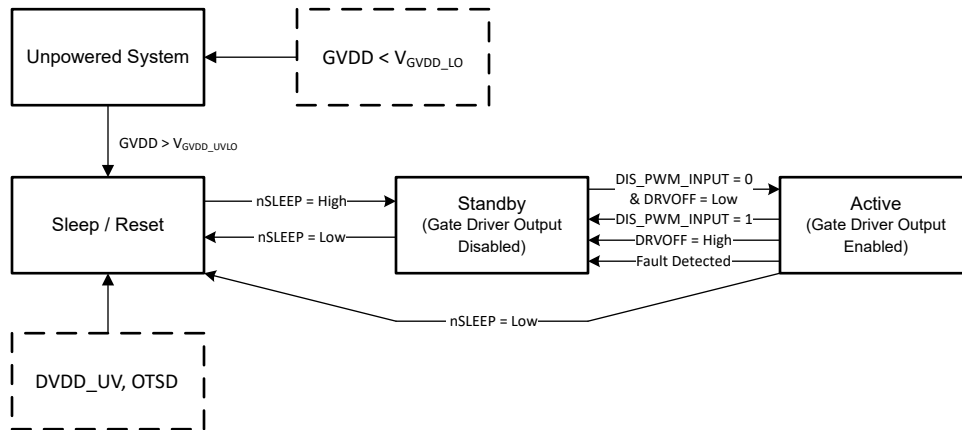 Unpowered System
GVDD < VGVDD_LO
GVDD > VGVDD_UVLO
Sleep / Reset
nSLEEP = High
nSLEEP = Low
Standby
(Gate Driver Output
Disabled)
DIS_PWM_INPUT = 0
& DRVOFF = Low
DIS_PWM_INPUT = 1
DRVOFF = High
Fault Detected
Active
(Gate Driver Output
Enabled)
nSLEEP = Low
DVDD_UV, OTSD